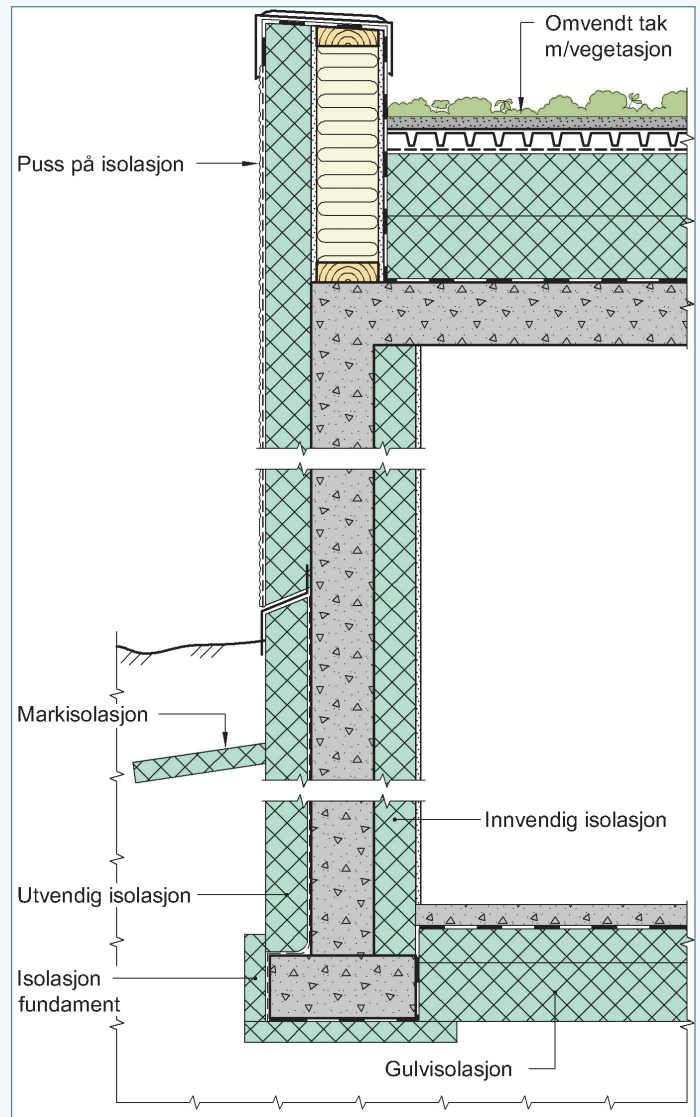 Omvendt tak
m/vegetasjon
Puss på isolasjon
Markisolasjon
Innvendig isolasjon
Utvendig isolasjon
Isolasjon
fundament
Gulvisolasjon